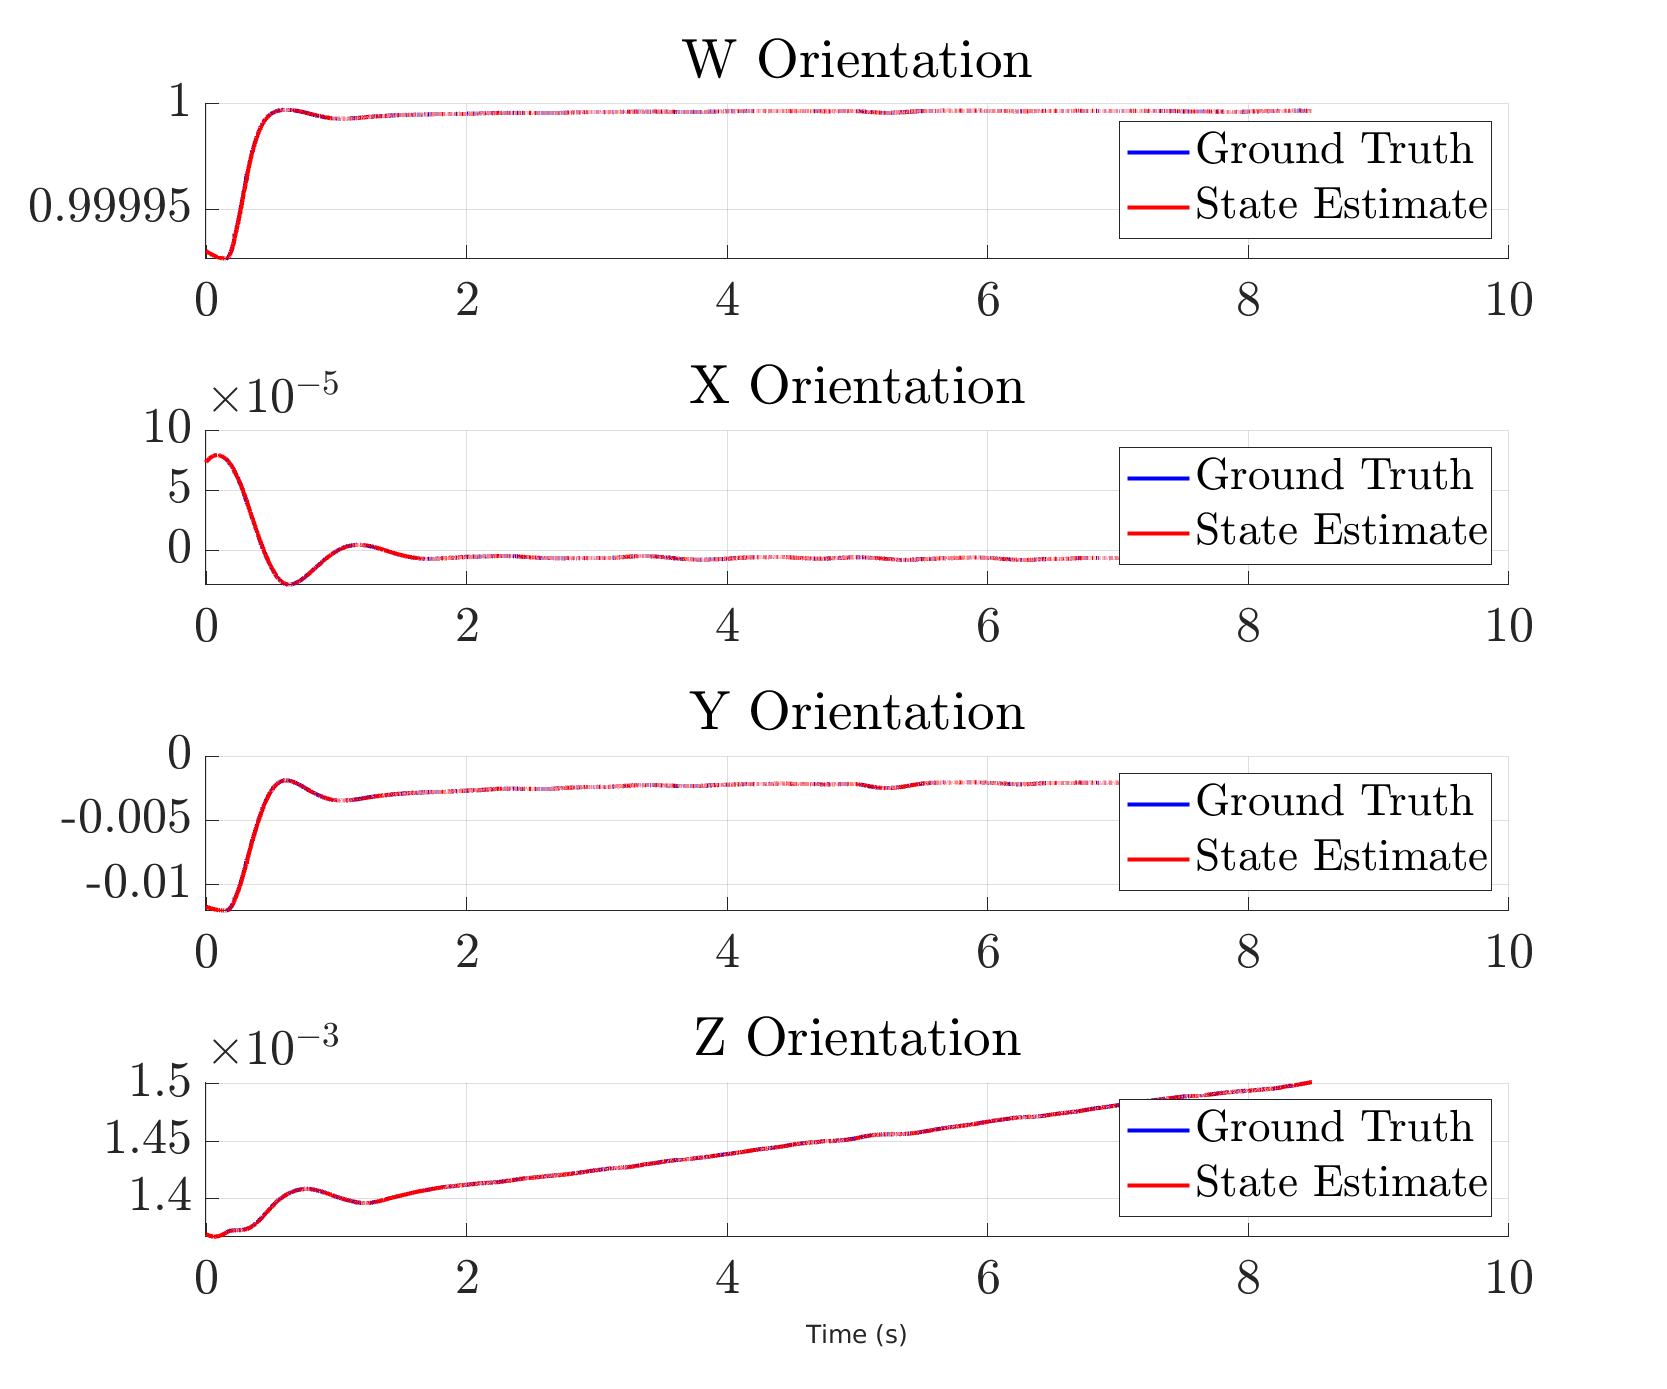 W Orientation
1
0.99995
Ground Truth
State Estimate
0 2 4 6 8 10
X Orientation
×10⁻⁵
10
5
0
Ground Truth
State Estimate
0 2 4 6 8 10
Y Orientation
0
-0.005
-0.01
Ground Truth
State Estimate
0 2 4 6 8 10
Z Orientation
×10⁻³
1.5
1.45
1.4
Ground Truth
State Estimate
0 2 4 6 8 10
Time (s)